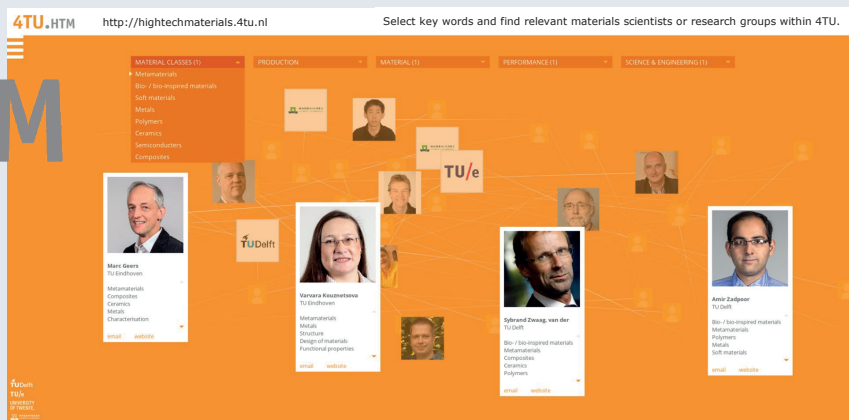 4TU.HTM
http://hightechmaterials.4tu.nl
Select key words and find relevant materials scientists or research groups within 4TU.
MATERIAL CLASSES (1)
PRODUCTION
MATERIAL (1)
PERFORMANCE (1)
SCIENCE & ENGINEERING (1)
Metamaterials
Bio- / bio-inspired materials
Soft materials
Metals
Polymers
Ceramics
Semiconducters
Composites
M
TU/e
TUDelft
Marc Geers
TU Eindhoven
Metamaterials
Composites
Ceramics
Metals
Characterisation
email website
Varvara Kouznetsova
TU Eindhoven
Metamaterials
Metals
Structure
Design of materials
Functional properties
email website
Sybrand Zwaag, van der
TU Delft
Bio- / bio-inspired materials
Metamaterials
Composites
Ceramics
Polymers
email website
Amir Zadpoor
TU Delft
Bio- / bio-inspired materials
Metamaterials
Polymers
Metals
Soft materials
email website
TUDelft
TU/e
UNIVERSITY
OF TWENTE